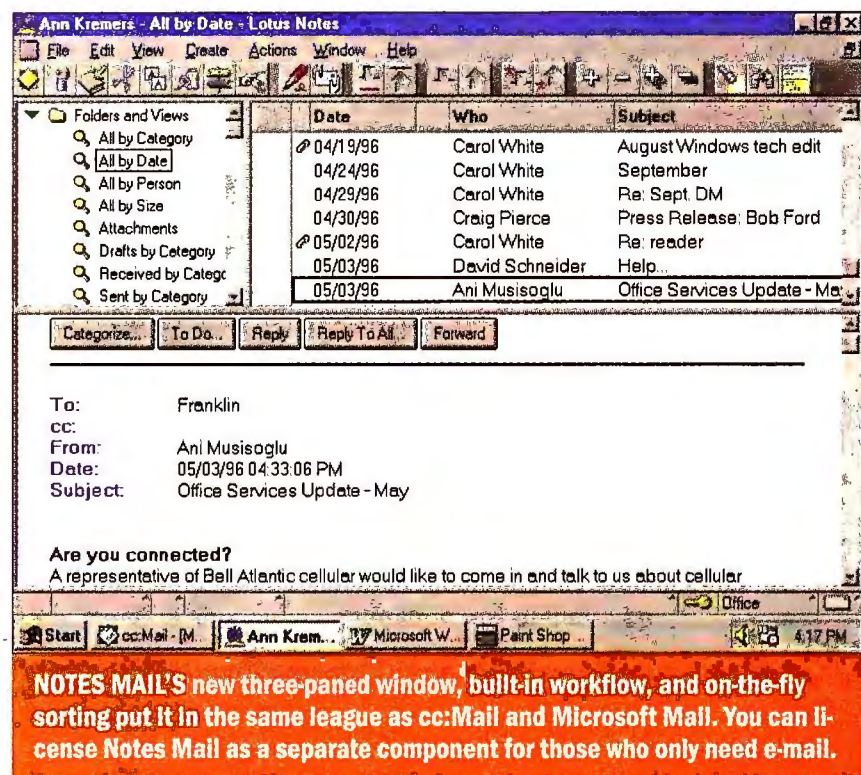 Ann Kremers - All by Date - Lotus Notes
File Edit View Create Actions Window Help
Folders and Views
All by Category
All by Date
All by Person
All by Size
Attachments
Drafts by Category
Received by Catego
Sent by Category
Date Who Subject
04/19/96 Carol White August Windows tech edit
04/24/96 Carol White September
04/29/96 Carol White Re: Sept. DM
04/30/96 Craig Pierce Press Release: Bob Ford
05/02/96 Carol White Re: reader
05/03/96 David Schneider Help...
05/03/96 Ani Musisoglu Office Services Update - Ma
Categorize... To Do... Reply Reply To All... Forward
To: Franklin
cc:
From: Ani Musisoglu
Date: 05/03/96 04:33:06 PM
Subject: Office Services Update - May
Are you connected?
A representative of Bell Atlantic cellular would like to come in and talk to us about cellular
Office
Start cc:Mail - [M... Ann Krem... Microsoft W... Paint Shop ... 4:17 PM
NOTES MAIL'S new three-paned window, built-in workflow, and on-the-fly
sorting put it in the same league as cc:Mail and Microsoft Mail. You can li-
cense Notes Mail as a separate component for those who only need e-mail.